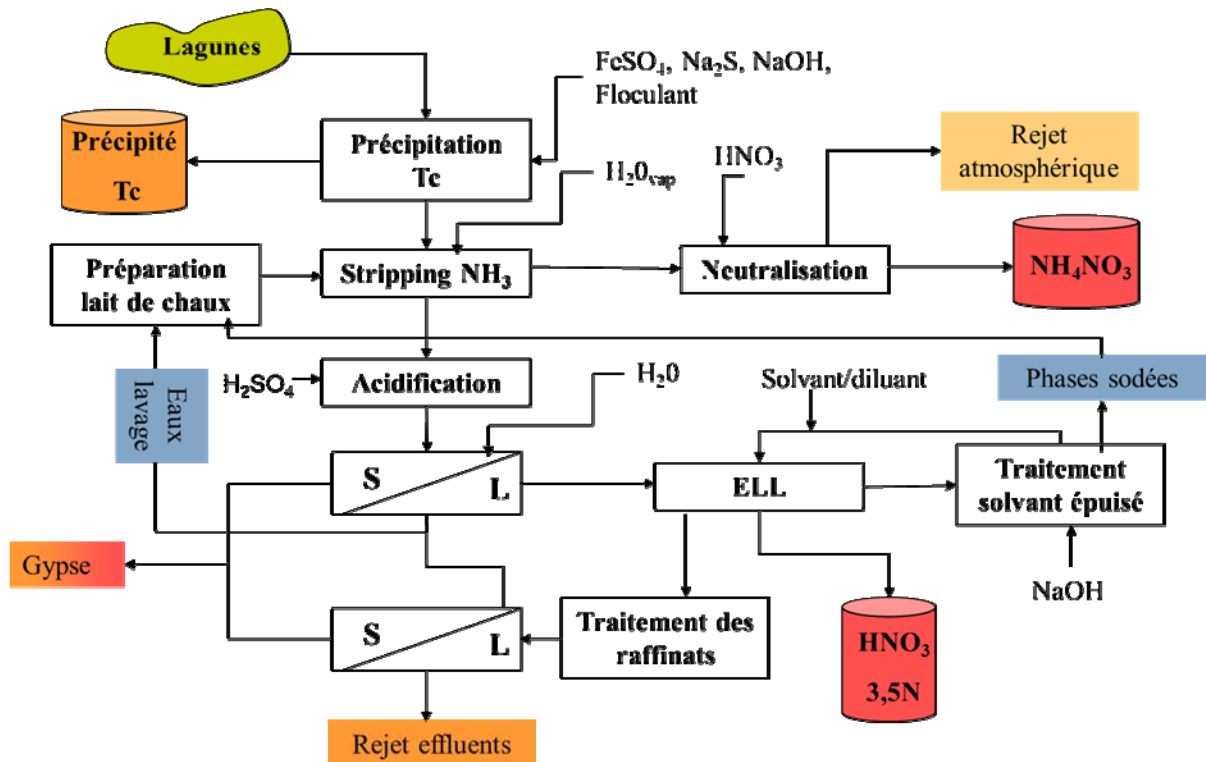 Lagunes
FeSO₄, Na₂S, NaOH,
Floculant
Précipité
Tc
Précipitation
Tc
H₂0ᵥₐₚ
HNO₃
Rejet
atmosphérique
Préparation
lait de chaux
Stripping NH₃
Neutralisation
NH₄NO₃
Eaux
lavage
H₂SO₄
Acidification
H₂0
Solvant/diluant
Phases sodées
S
L
ELL
Traitement
solvant épuisé
Gypse
NaOH
S
L
Traitement des
raffinats
HNO₃
3,5N
Rejet effluents